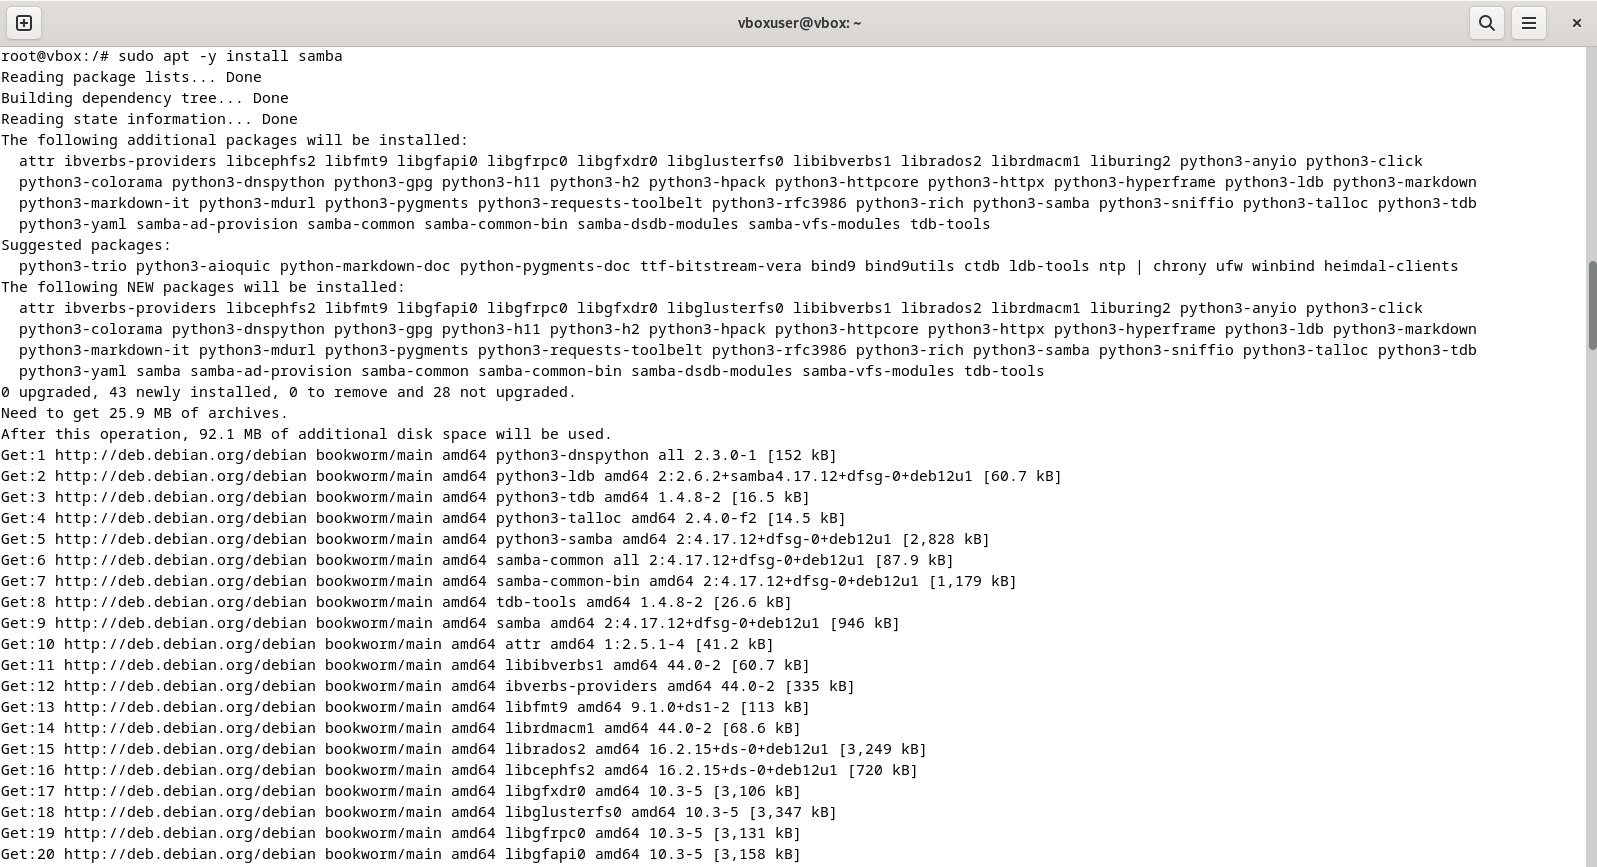 vboxuser@vbox: ~
root@vbox:/# sudo apt -y install samba
Reading package lists... Done
Building dependency tree... Done
Reading state information... Done
The following additional packages will be installed:
  attr ibverbs-providers libcephfs2 libfmt9 libgfapi0 libgfrpc0 libgfxdr0 libglusterfs0 libibverbs1 librados2 librdmacm1 liburing2 python3-anyio python3-click
  python3-colorama python3-dnspython python3-gpg python3-h11 python3-h2 python3-hpack python3-httpcore python3-httpx python3-hyperframe python3-ldb python3-markdown
  python3-markdown-it python3-mdurl python3-pygments python3-requests-toolbelt python3-rfc3986 python3-rich python3-samba python3-sniffio python3-talloc python3-tdb
  python3-yaml samba-ad-provision samba-common samba-common-bin samba-dsdb-modules samba-vfs-modules tdb-tools
Suggested packages:
  python3-trio python3-aioquic python-markdown-doc python-pygments-doc ttf-bitstream-vera bind9 bind9utils ctdb ldb-tools ntp | chrony ufw winbind heimdal-clients
The following NEW packages will be installed:
  attr ibverbs-providers libcephfs2 libfmt9 libgfapi0 libgfrpc0 libgfxdr0 libglusterfs0 libibverbs1 librados2 librdmacm1 liburing2 python3-anyio python3-click
  python3-colorama python3-dnspython python3-gpg python3-h11 python3-h2 python3-hpack python3-httpcore python3-httpx python3-hyperframe python3-ldb python3-markdown
  python3-markdown-it python3-mdurl python3-pygments python3-requests-toolbelt python3-rfc3986 python3-rich python3-samba python3-sniffio python3-talloc python3-tdb
  python3-yaml samba samba-ad-provision samba-common samba-common-bin samba-dsdb-modules samba-vfs-modules tdb-tools
0 upgraded, 43 newly installed, 0 to remove and 28 not upgraded.
Need to get 25.9 MB of archives.
After this operation, 92.1 MB of additional disk space will be used.
Get:1 http://deb.debian.org/debian bookworm/main amd64 python3-dnspython all 2.3.0-1 [152 kB]
Get:2 http://deb.debian.org/debian bookworm/main amd64 python3-ldb amd64 2:2.6.2+samba4.17.12+dfsg-0+deb12u1 [60.7 kB]
Get:3 http://deb.debian.org/debian bookworm/main amd64 python3-tdb amd64 1.4.8-2 [16.5 kB]
Get:4 http://deb.debian.org/debian bookworm/main amd64 python3-talloc amd64 2.4.0-f2 [14.5 kB]
Get:5 http://deb.debian.org/debian bookworm/main amd64 python3-samba amd64 2:4.17.12+dfsg-0+deb12u1 [2,828 kB]
Get:6 http://deb.debian.org/debian bookworm/main amd64 samba-common all 2:4.17.12+dfsg-0+deb12u1 [87.9 kB]
Get:7 http://deb.debian.org/debian bookworm/main amd64 samba-common-bin amd64 2:4.17.12+dfsg-0+deb12u1 [1,179 kB]
Get:8 http://deb.debian.org/debian bookworm/main amd64 tdb-tools amd64 1.4.8-2 [26.6 kB]
Get:9 http://deb.debian.org/debian bookworm/main amd64 samba amd64 2:4.17.12+dfsg-0+deb12u1 [946 kB]
Get:10 http://deb.debian.org/debian bookworm/main amd64 attr amd64 1:2.5.1-4 [41.2 kB]
Get:11 http://deb.debian.org/debian bookworm/main amd64 libibverbs1 amd64 44.0-2 [60.7 kB]
Get:12 http://deb.debian.org/debian bookworm/main amd64 ibverbs-providers amd64 44.0-2 [335 kB]
Get:13 http://deb.debian.org/debian bookworm/main amd64 libfmt9 amd64 9.1.0+ds1-2 [113 kB]
Get:14 http://deb.debian.org/debian bookworm/main amd64 librdmacm1 amd64 44.0-2 [68.6 kB]
Get:15 http://deb.debian.org/debian bookworm/main amd64 librados2 amd64 16.2.15+ds-0+deb12u1 [3,249 kB]
Get:16 http://deb.debian.org/debian bookworm/main amd64 libcephfs2 amd64 16.2.15+ds-0+deb12u1 [720 kB]
Get:17 http://deb.debian.org/debian bookworm/main amd64 libgfxdr0 amd64 10.3-5 [3,106 kB]
Get:18 http://deb.debian.org/debian bookworm/main amd64 libglusterfs0 amd64 10.3-5 [3,347 kB]
Get:19 http://deb.debian.org/debian bookworm/main amd64 libgfrpc0 amd64 10.3-5 [3,131 kB]
Get:20 http://deb.debian.org/debian bookworm/main amd64 libgfapi0 amd64 10.3-5 [3,158 kB]